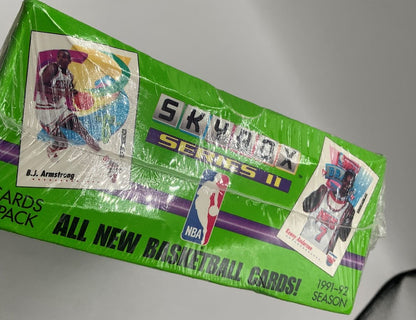 SKYBOX
SERIES II
B.J. Armstrong
CARDS
PACK
NBA
ALL NEW BASKETBALL CARDS!
1991-92
SEASON